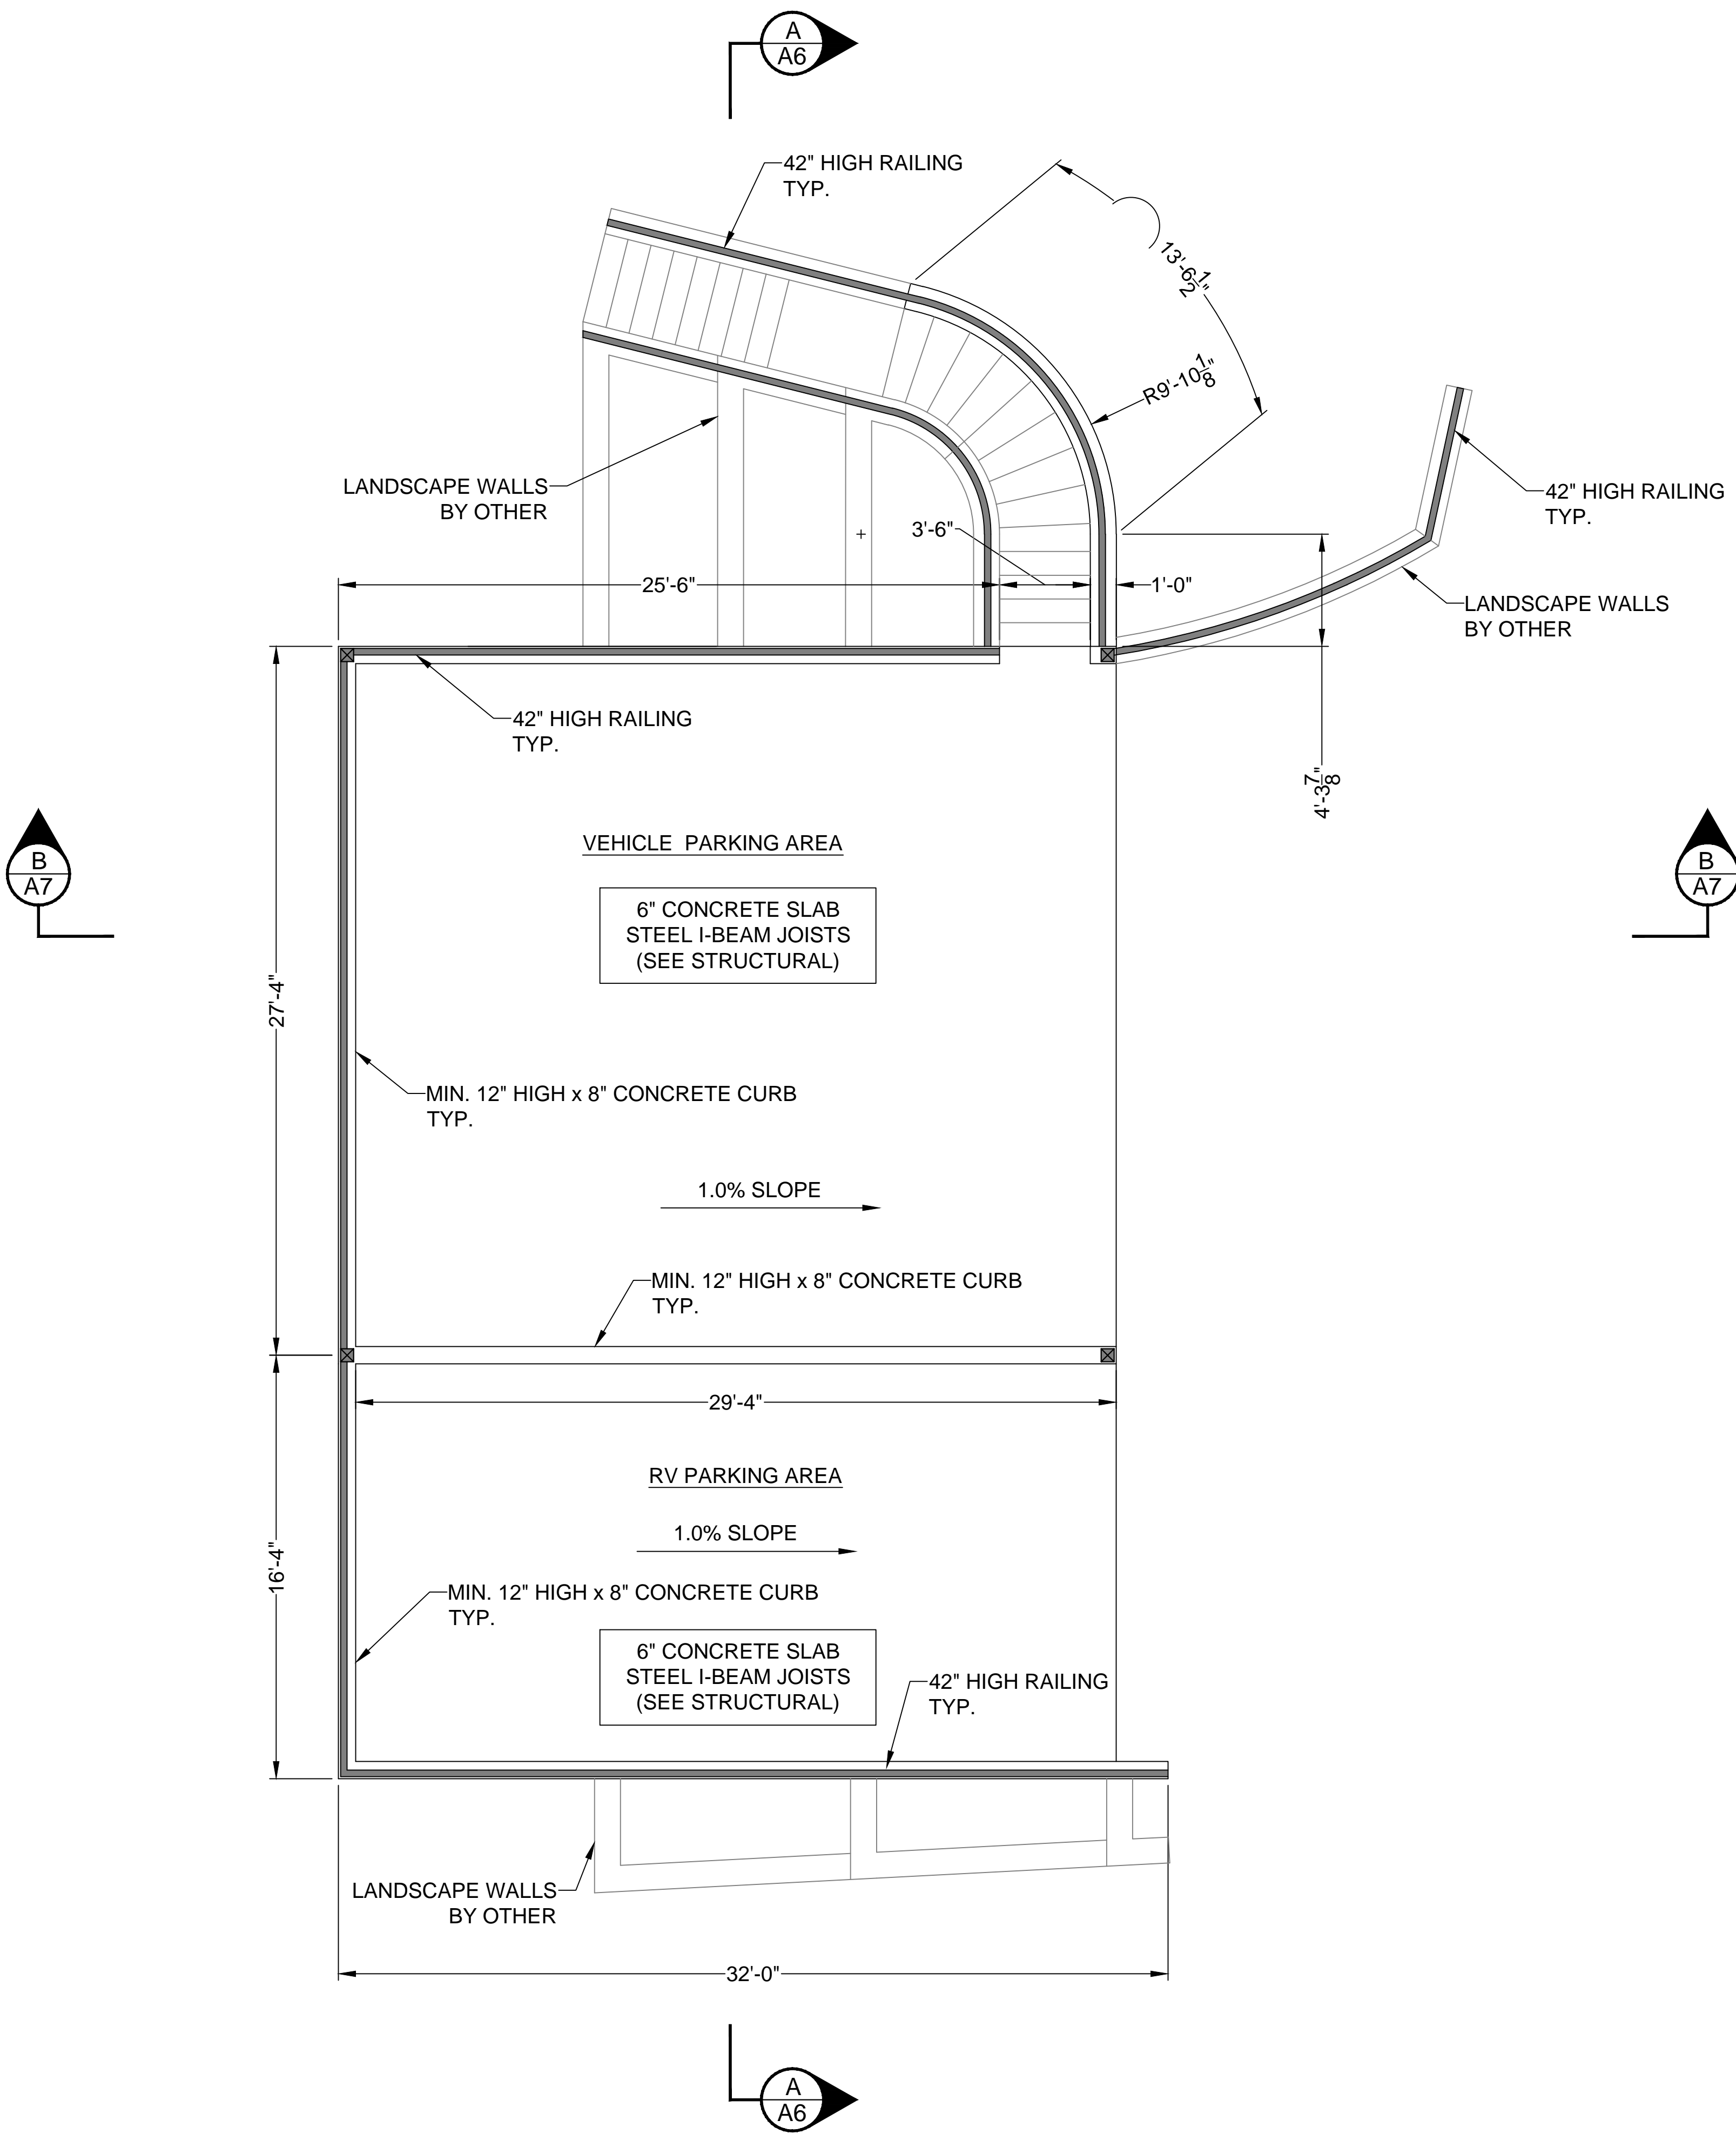 A
A6
42" HIGH RAILING
TYP.
13'-6 1/2"
R9'-10 1/8"
LANDSCAPE WALLS
BY OTHER
42" HIGH RAILING
TYP.
3'-6"
25'-6"
1'-0"
LANDSCAPE WALLS
BY OTHER
42" HIGH RAILING
TYP.
4'-3 7/8"
VEHICLE PARKING AREA
B
A7
B
A7
6" CONCRETE SLAB
STEEL I-BEAM JOISTS
(SEE STRUCTURAL)
27'-4"
MIN. 12" HIGH x 8" CONCRETE CURB
TYP.
1.0% SLOPE
MIN. 12" HIGH x 8" CONCRETE CURB
TYP.
29'-4"
RV PARKING AREA
1.0% SLOPE
16'-4"
MIN. 12" HIGH x 8" CONCRETE CURB
TYP.
6" CONCRETE SLAB
STEEL I-BEAM JOISTS
(SEE STRUCTURAL)
42" HIGH RAILING
TYP.
LANDSCAPE WALLS
BY OTHER
32'-0"
A
A6